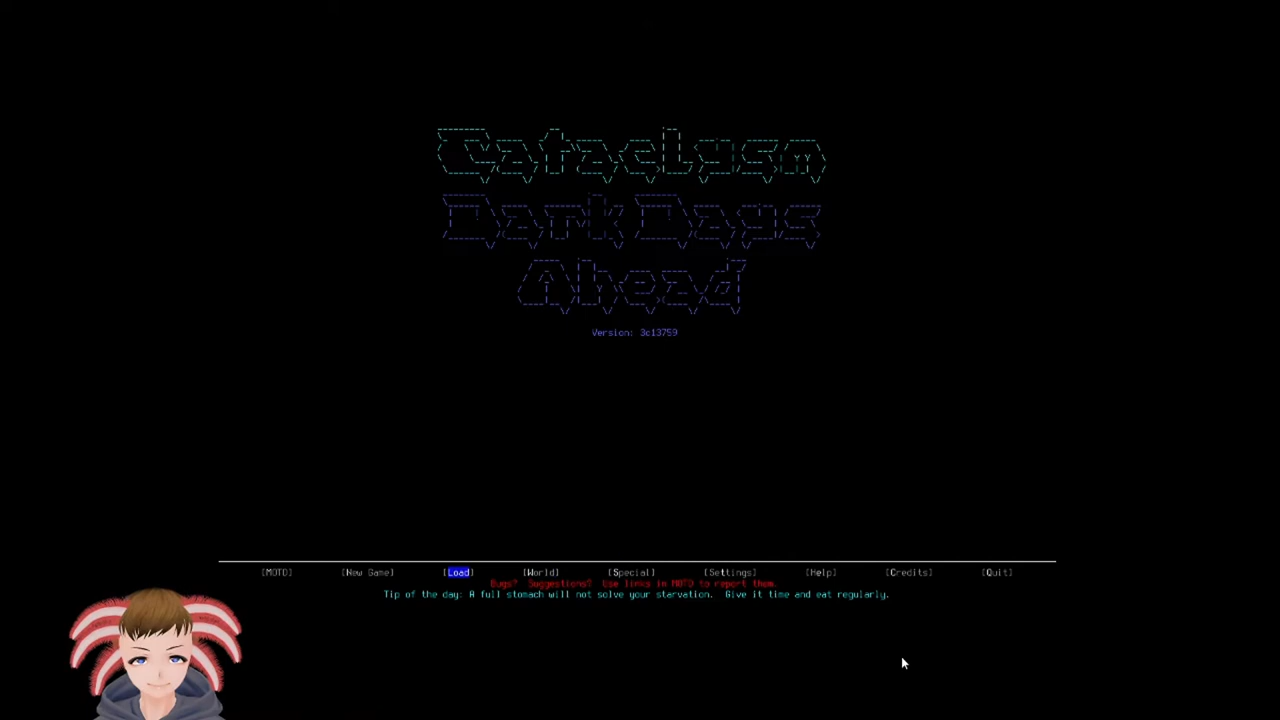 Cataclysm
Dark Days
Ahead
Version: 3c13759
[MOTD] [New Game] [Load] [World] [Special] [Settings] [Help] [Credits] [Quit]
Bugs? Suggestions? Use links in MOTD to report them.
Tip of the day: A full stomach will not solve your starvation. Give it time and eat regularly.